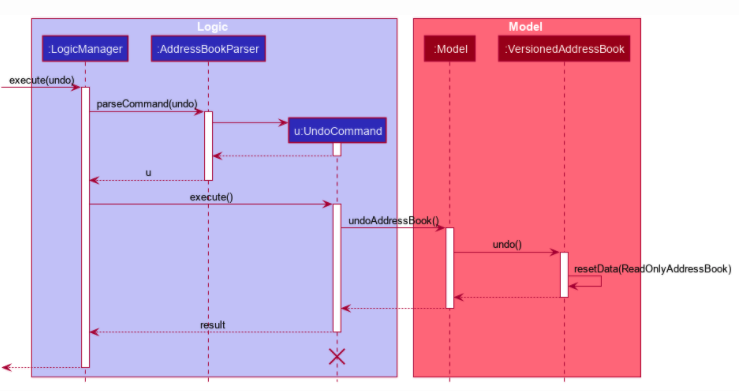 Logic
Model
:LogicManager
:AddressBookParser
:Model
:VersionedAddressBook
execute(undo)
parseCommand(undo)
u:UndoCommand
u
execute()
undoAddressBook()
undo()
resetData(ReadOnlyAddressBook)
result